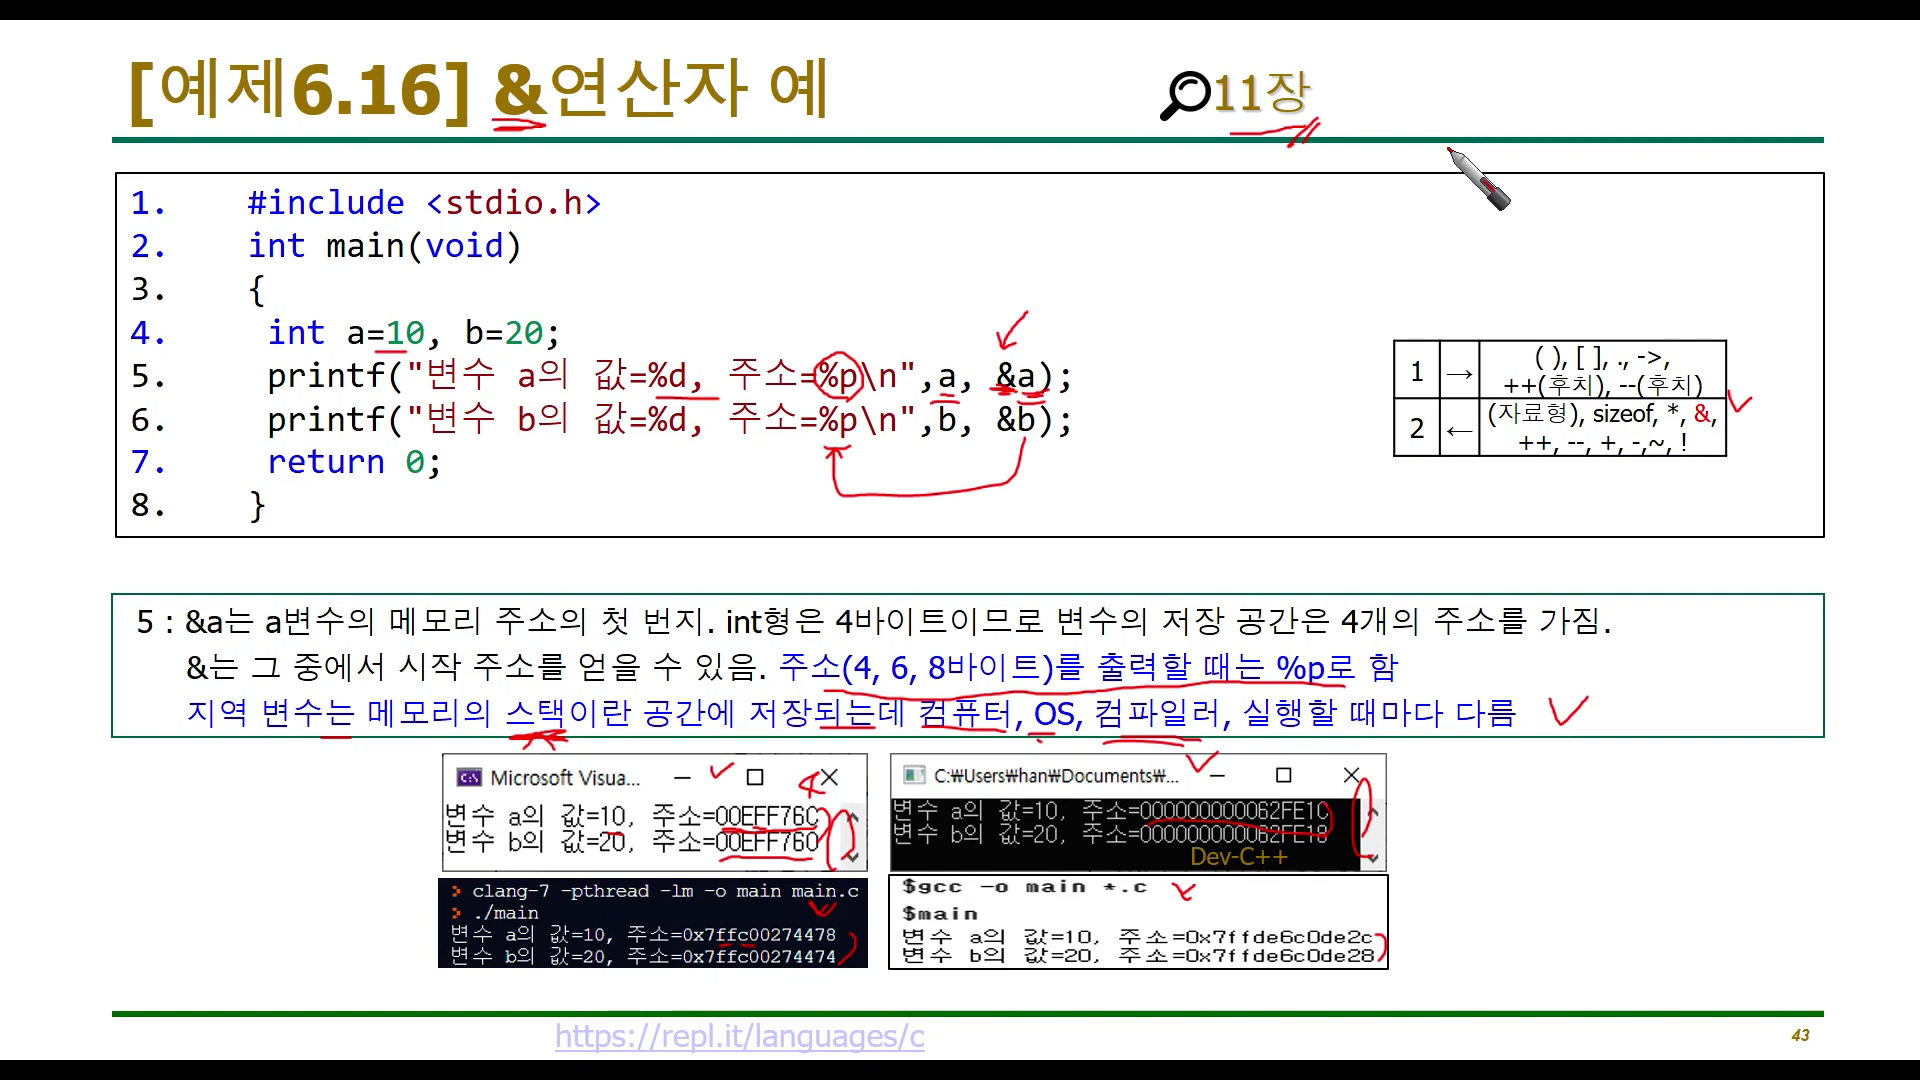 [예제6.16] &연산자 예
11장
1. #include <stdio.h>
2. int main(void)
3. {
4. int a=10, b=20;
5. printf("변수 a의 값=%d, 주소=%p\n",a, &a);
6. printf("변수 b의 값=%d, 주소=%p\n",b, &b);
7. return 0;
8. }
1 → ( ), [ ], ., ->,
++(후치), --(후치)
2 ← (자료형), sizeof, *, &,
++, --, +, -,~, !
5 : &a는 a변수의 메모리 주소의 첫 번지. int형은 4바이트이므로 변수의 저장 공간은 4개의 주소를 가짐.
&는 그 중에서 시작 주소를 얻을 수 있음. 주소(4, 6, 8바이트)를 출력할 때는 %p로 함
지역 변수는 메모리의 스택이란 공간에 저장되는데 컴퓨터, OS, 컴파일러, 실행할 때마다 다름
Microsoft Visua...
변수 a의 값=10, 주소=00EFF76C
변수 b의 값=20, 주소=00EFF760
C:₩Users₩han₩Documents₩...
변수 a의 값=10, 주소=000000000062FE1C
변수 b의 값=20, 주소=000000000062FE18
Dev-C++
> clang-7 -pthread -lm -o main main.c
> ./main
변수 a의 값=10, 주소=0x7ffc00274478
변수 b의 값=20, 주소=0x7ffc00274474
$gcc -o main *.c
$main
변수 a의 값=10, 주소=0x7ffde6c0de2c
변수 b의 값=20, 주소=0x7ffde6c0de28
https://repl.it/languages/c
43